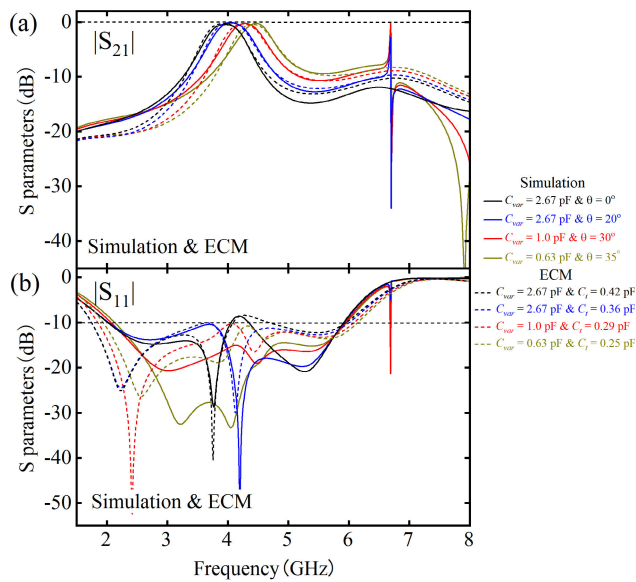 (a)
|S21|
0
-10
-20
-30
-40
S parameters (dB)
Simulation & ECM
(b)
|S11|
0
-10
-20
-30
-40
-50
S parameters (dB)
Simulation & ECM
2 3 4 5 6 7 8
Frequency (GHz)
Simulation
Cvar = 2.67 pF & θ = 0°
Cvar = 2.67 pF & θ = 20°
Cvar = 1.0 pF & θ = 30°
Cvar = 0.63 pF & θ = 35°
ECM
Cvar = 2.67 pF & Ct = 0.42 pF
Cvar = 2.67 pF & Ct = 0.36 pF
Cvar = 1.0 pF & Ct = 0.29 pF
Cvar = 0.63 pF & Ct = 0.25 pF